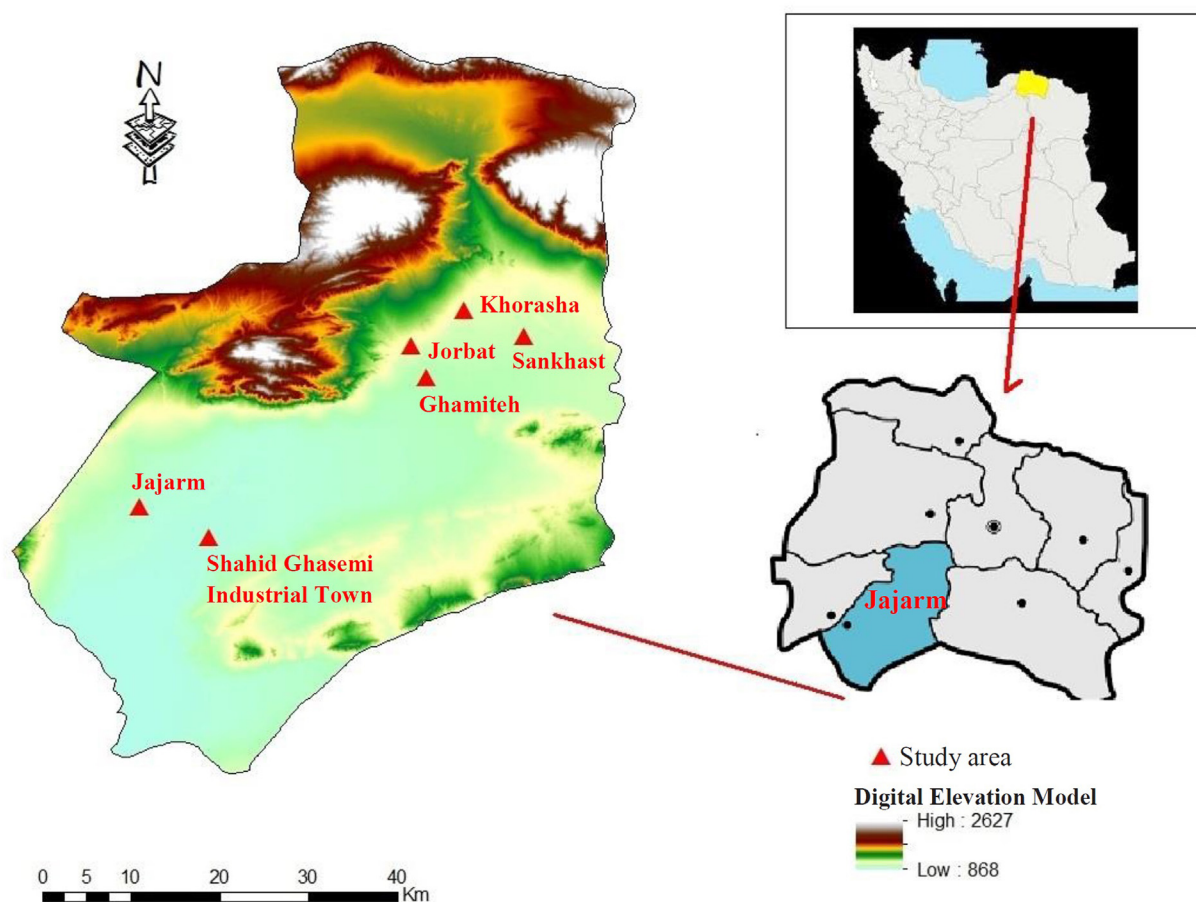 N
Khorasha
Jorbat
Sankhast
Ghamiteh
Jajarm
Shahid Ghasemi
Industrial Town
Jajarm
Study area
Digital Elevation Model
High : 2627
Low : 868
0 5 10 20 30 40
Km